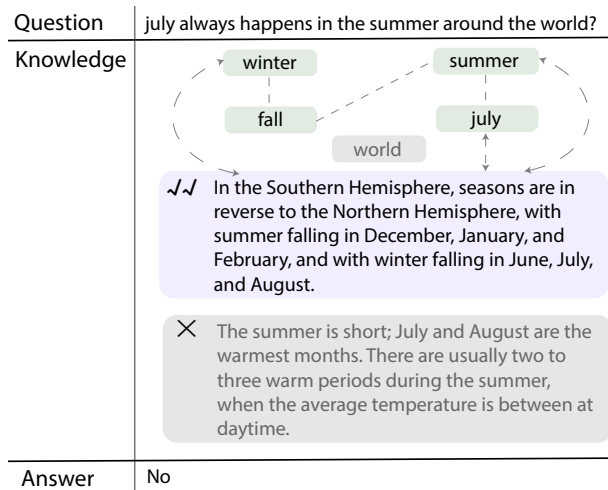 Question july always happens in the summer around the world?
Knowledge
winter summer
fall july
world
✓✓ In the Southern Hemisphere, seasons are in
reverse to the Northern Hemisphere, with
summer falling in December, January, and
February, and with winter falling in June, July,
and August.
✕ The summer is short; July and August are the
warmest months. There are usually two to
three warm periods during the summer,
when the average temperature is between at
daytime.
Answer No